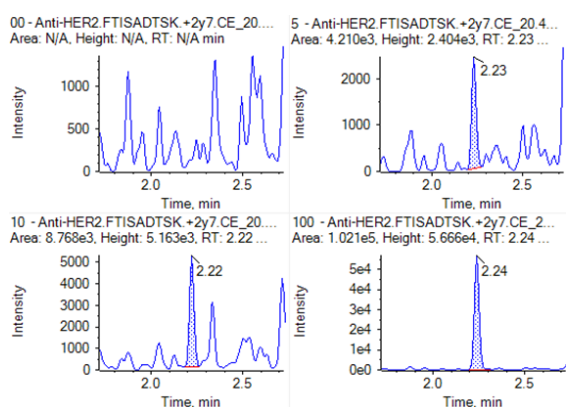 00 - Anti-HER2.FTISADTSK.+2y7.CE_20....
Area: N/A, Height: N/A, RT: N/A min
Intensity
1000
500
0
2.0
2.5
Time, min
5 - Anti-HER2.FTISADTSK.+2y7.CE_20.4...
Area: 4.210e3, Height: 2.404e3, RT: 2.23 ...
Intensity
2000
1000
0
2.23
2.0
2.5
Time, min
10 - Anti-HER2.FTISADTSK.+2y7.CE_20....
Area: 8.768e3, Height: 5.163e3, RT: 2.22 ...
Intensity
5000
4000
3000
2000
1000
0
2.22
2.0
2.5
Time, min
100 - Anti-HER2.FTISADTSK.+2y7.CE_2...
Area: 1.021e5, Height: 5.666e4, RT: 2.24 ...
Intensity
5e4
4e4
3e4
2e4
1e4
0e0
2.24
2.0
2.5
Time, min